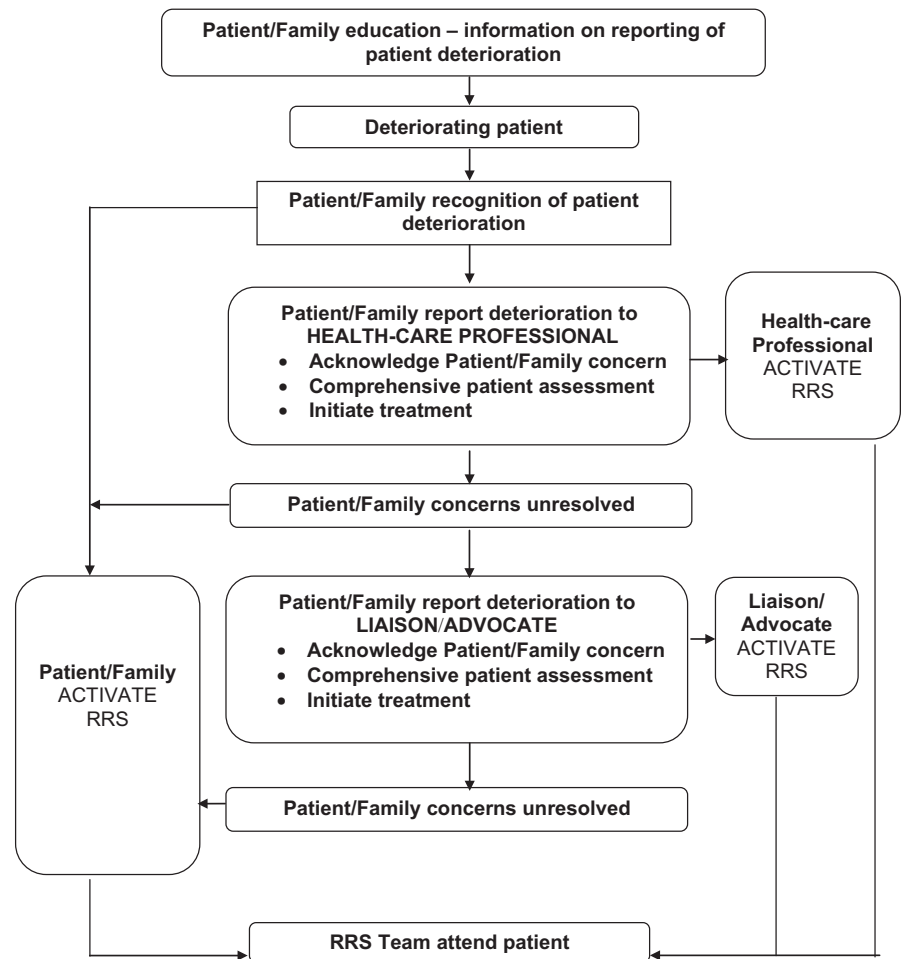 Patient/Family education – information on reporting of
patient deterioration
Deteriorating patient
Patient/Family recognition of patient
deterioration
Patient/Family report deterioration to
HEALTH-CARE PROFESSIONAL
• Acknowledge Patient/Family concern
• Comprehensive patient assessment
• Initiate treatment
Health-care
Professional
ACTIVATE
RRS
Patient/Family concerns unresolved
Patient/Family report deterioration to
LIAISON/ADVOCATE
• Acknowledge Patient/Family concern
• Comprehensive patient assessment
• Initiate treatment
Liaison/
Advocate
ACTIVATE
RRS
Patient/Family
ACTIVATE
RRS
Patient/Family concerns unresolved
RRS Team attend patient